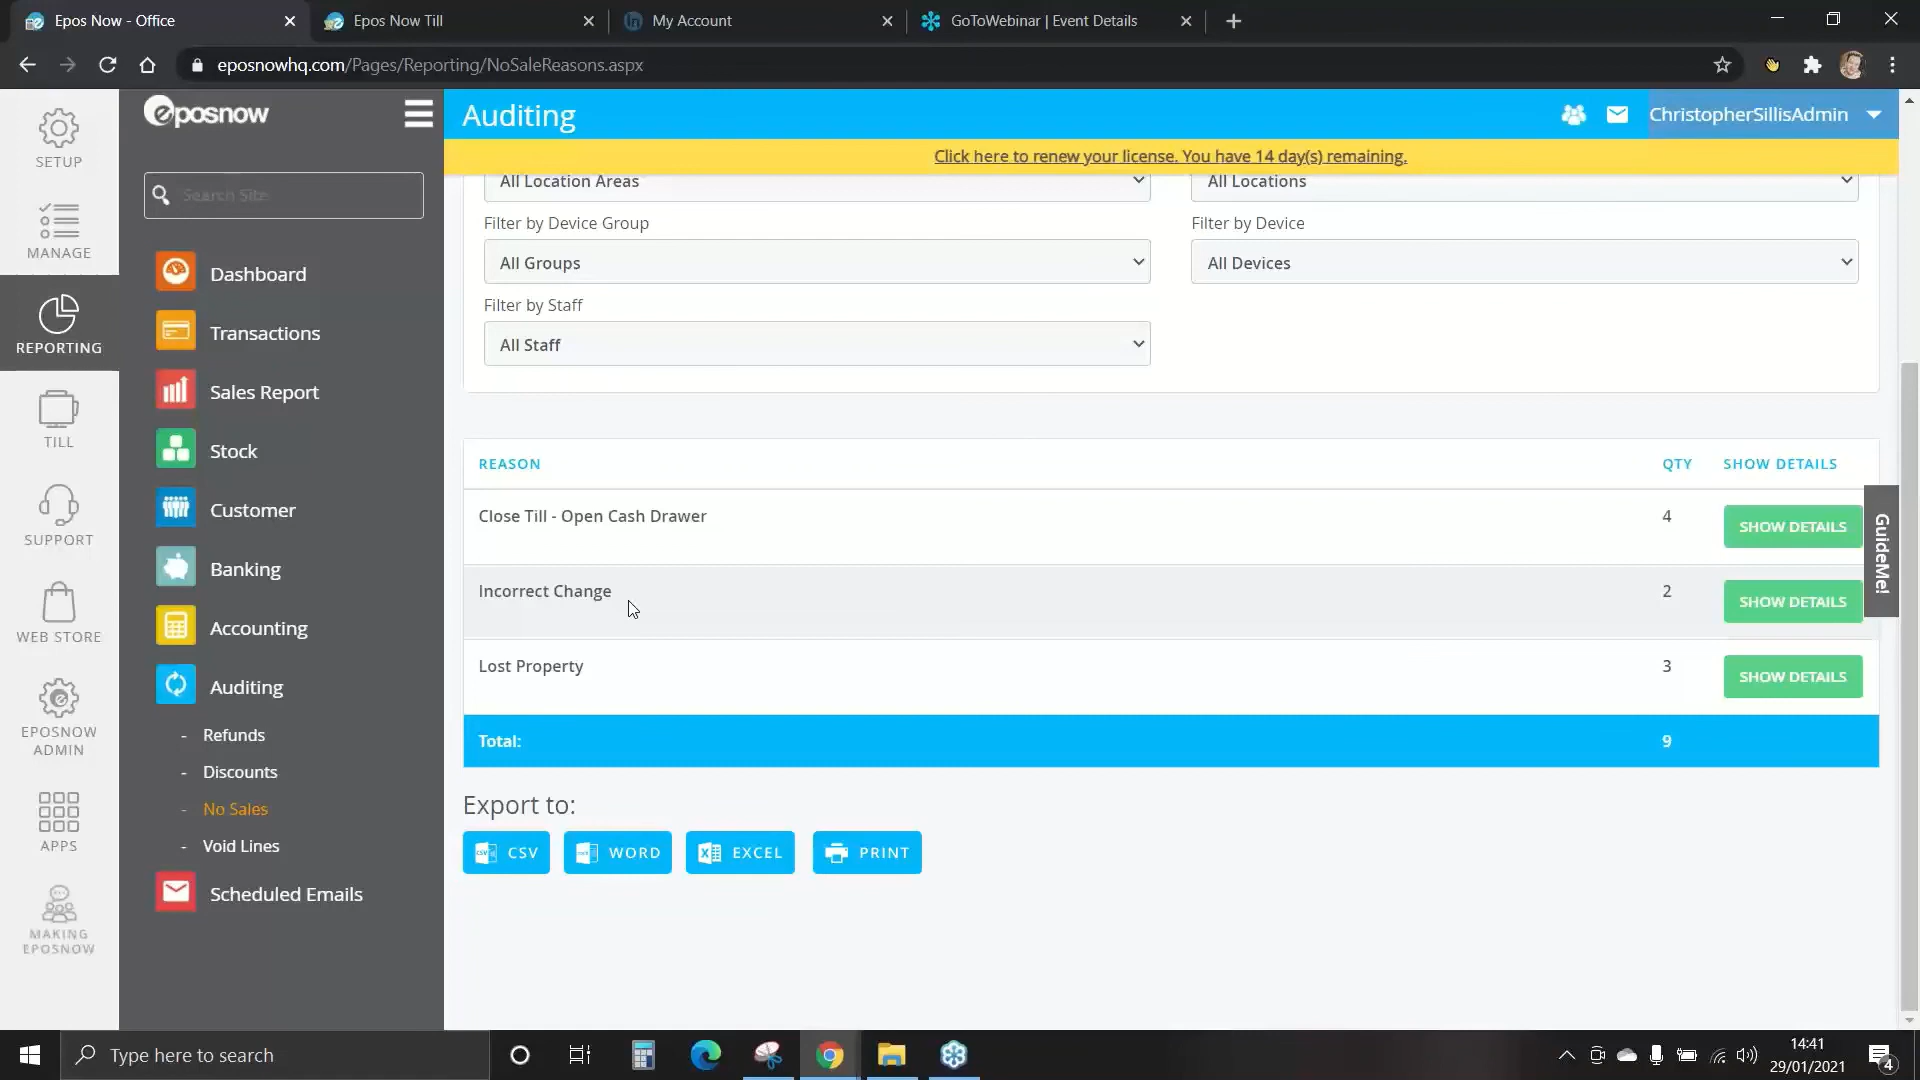 Epos Now - Office
Epos Now Till
My Account
GoToWebinar | Event Details
eposnowhq.com/Pages/Reporting/NoSaleReasons.aspx
SETUP
MANAGE
REPORTING
TILL
SUPPORT
WEB STORE
EPOSNOW
ADMIN
APPS
MAKING
EPOSNOW
eposnow
Search Site
Dashboard
Transactions
Sales Report
Stock
Customer
Banking
Accounting
Auditing
- Refunds
- Discounts
- No Sales
- Void Lines
Scheduled Emails
Auditing
ChristopherSillisAdmin
Click here to renew your license. You have 14 day(s) remaining.
All Location Areas
All Locations
Filter by Device Group
Filter by Device
All Groups
All Devices
Filter by Staff
All Staff
REASON QTY SHOW DETAILS
Close Till - Open Cash Drawer 4 SHOW DETAILS
Incorrect Change 2 SHOW DETAILS
Lost Property 3 SHOW DETAILS
Total: 9
GuideMe!
Export to:
CSV WORD EXCEL PRINT
Type here to search
14:41
29/01/2021
4